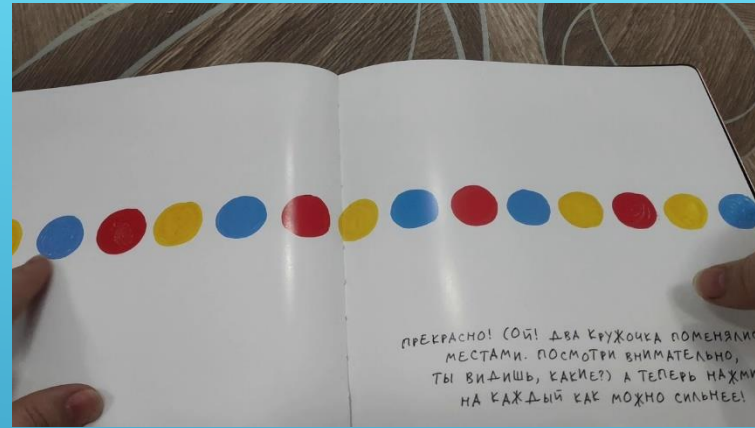 ПРЕКРАСНО! (ОЙ! ДВА КРУЖОЧКА ПОМЕНЯЛИС
МЕСТАМИ. ПОСМОТРИ ВНИМАТЕЛЬНО,
ТЫ ВИДИШЬ, КАКИЕ?) А ТЕПЕРЬ НАЖМИ
НА КАЖДЫЙ КАК МОЖНО СИЛЬНЕЕ!